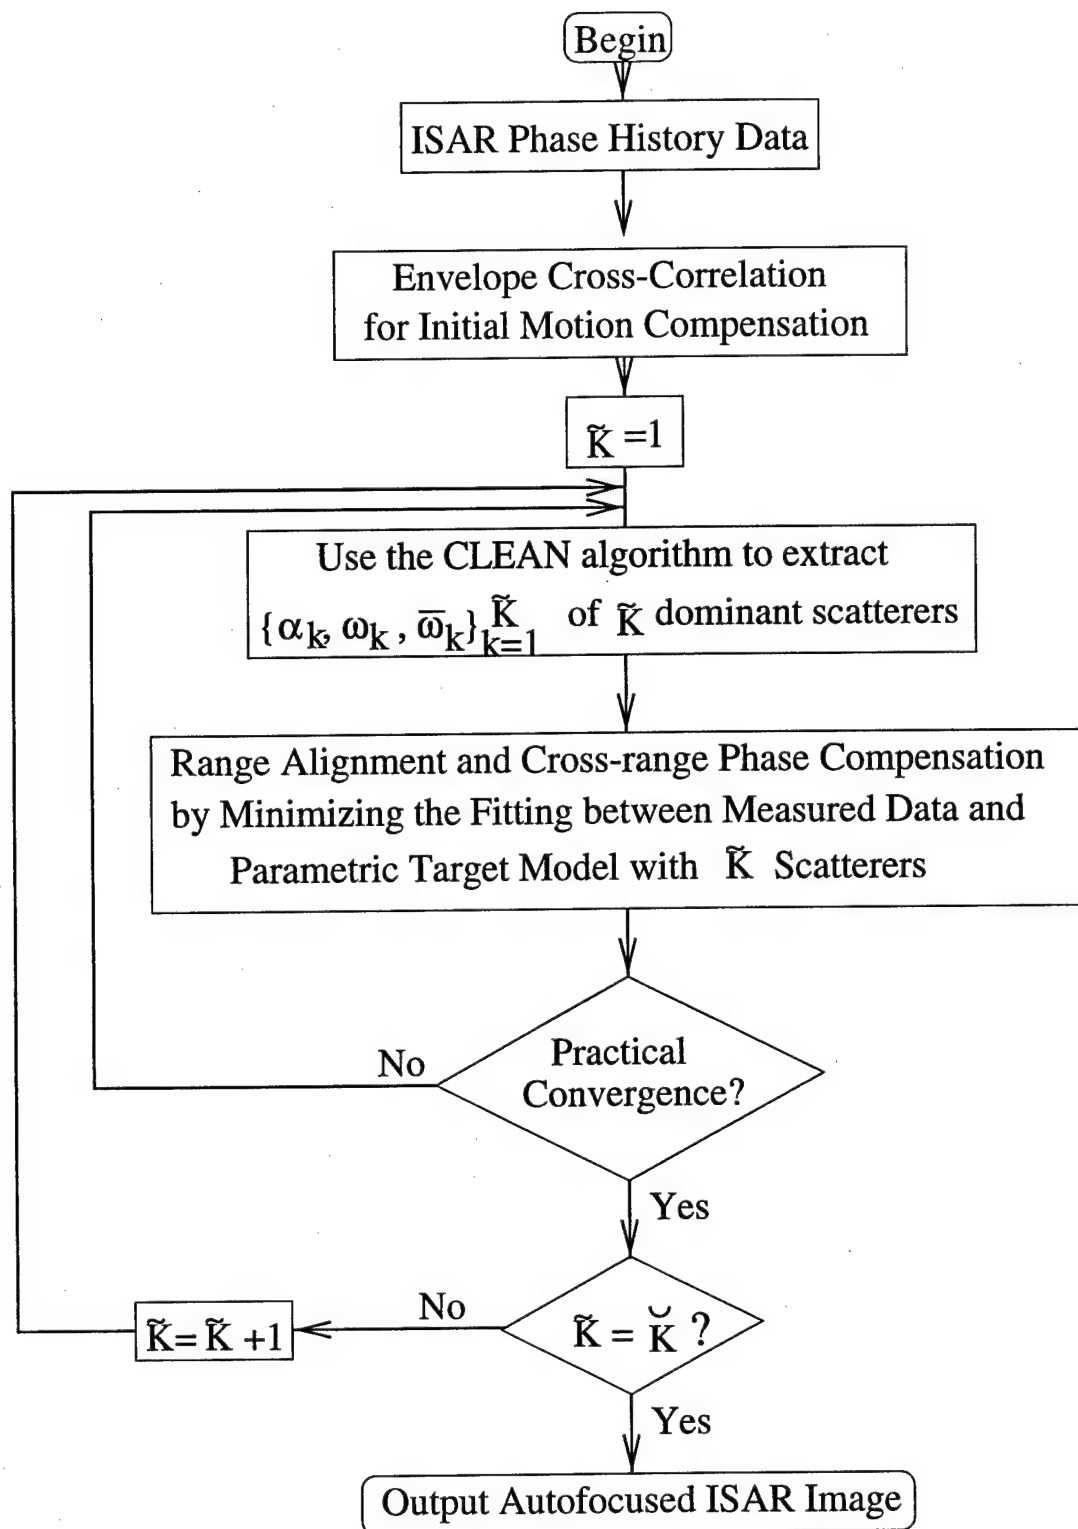 Begin
ISAR Phase History Data
Envelope Cross-Correlation
for Initial Motion Compensation
K̃ =1
Use the CLEAN algorithm to extract
{αk, ωk , ω̅k}K̃k=1 of K̃ dominant scatterers
Range Alignment and Cross-range Phase Compensation
by Minimizing the Fitting between Measured Data and
Parametric Target Model with K̃ Scatterers
No
Practical
Convergence?
Yes
K̃= K̃ +1
No
K̃ = K̆ ?
Yes
Output Autofocused ISAR Image